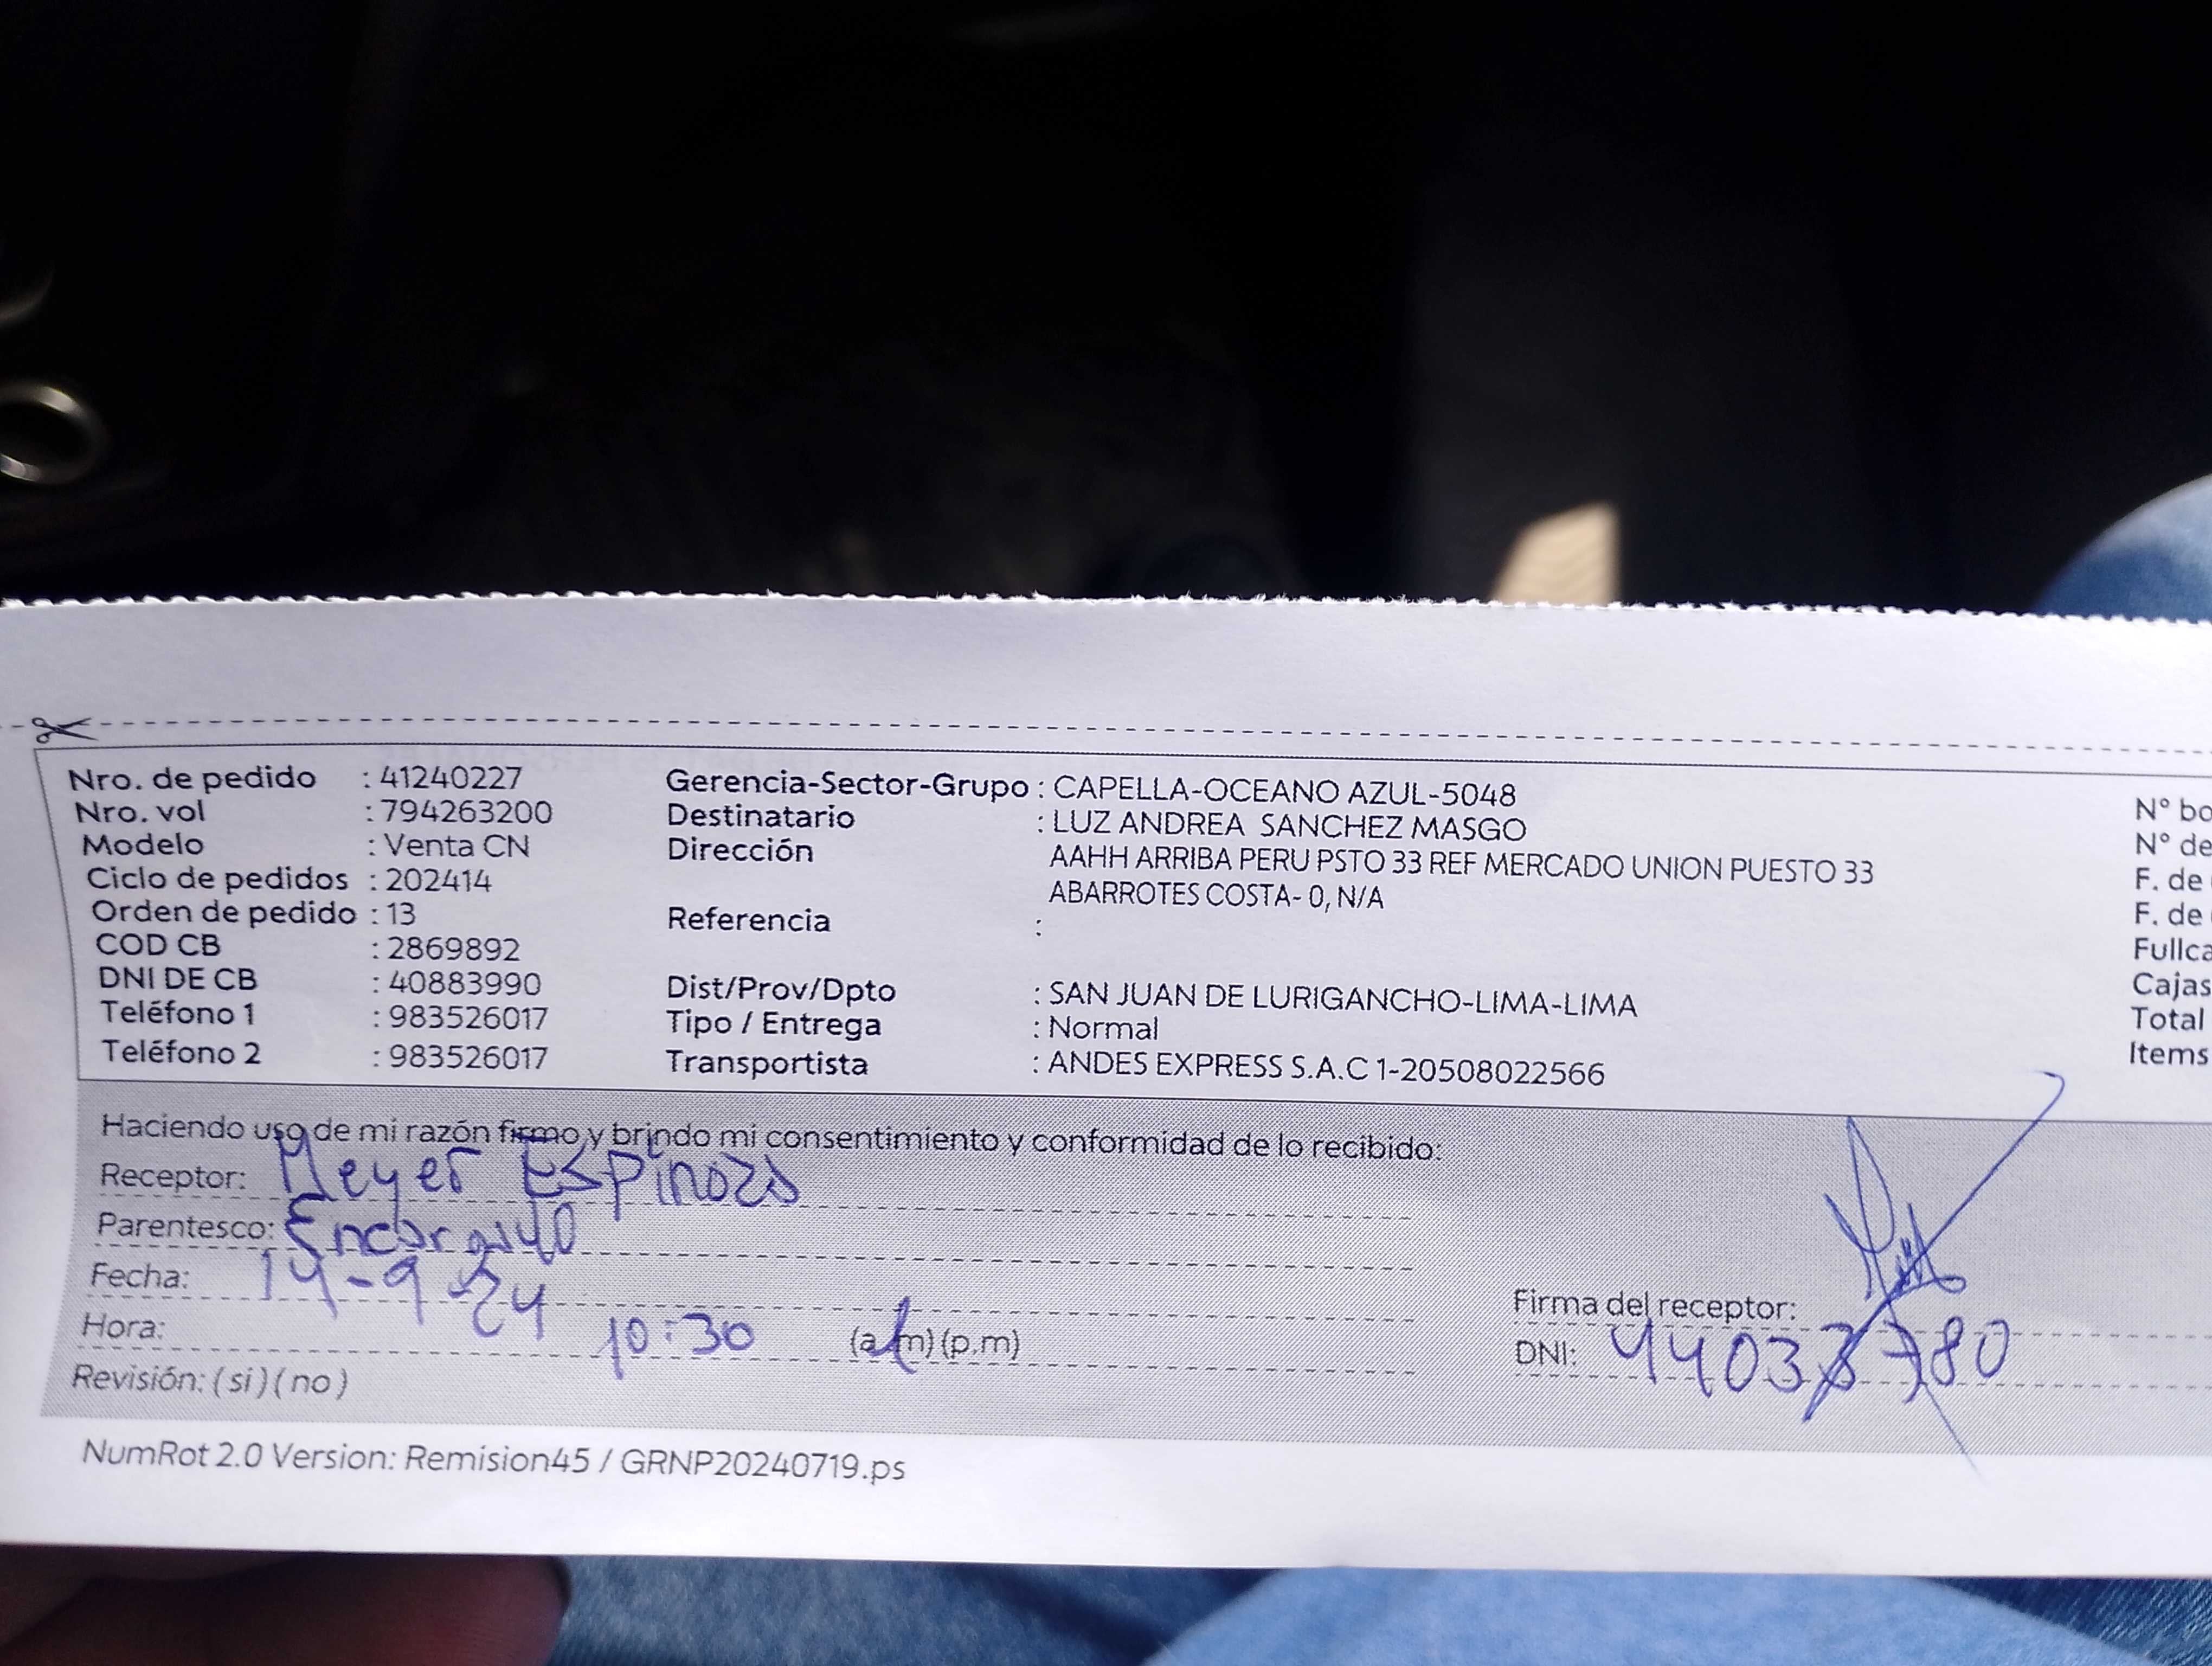 Nro. de pedido : 41240227
Nro. vol : 794263200
Modelo : Venta CN
Ciclo de pedidos : 202414
Orden de pedido : 13
COD CB : 2869892
DNI DE CB : 40883990
Teléfono 1 : 983526017
Teléfono 2 : 983526017
Gerencia-Sector-Grupo : CAPELLA-OCEANO AZUL-5048
Destinatario : LUZ ANDREA SANCHEZ MASGO
Dirección AAHH ARRIBA PERU PSTO 33 REF MERCADO UNION PUESTO 33
ABARROTES COSTA- 0, N/A
Referencia :
Dist/Prov/Dpto : SAN JUAN DE LURIGANCHO-LIMA-LIMA
Tipo / Entrega : Normal
Transportista : ANDES EXPRESS S.A.C 1-20508022566
N° bo
N° de
F. de
F. de
Fullca
Cajas
Total
Items
Haciendo uso de mi razón firmo y brindo mi consentimiento y conformidad de lo recibido:
Receptor: Meyer Espinoza
Parentesco: Encargado
Fecha: 14-9-24
Hora: 10:30 (a.m) (p.m)
Revisión: (si) (no)
Firma del receptor:
DNI:
NumRot 2.0 Version: Remision45 / GRNP20240719.ps